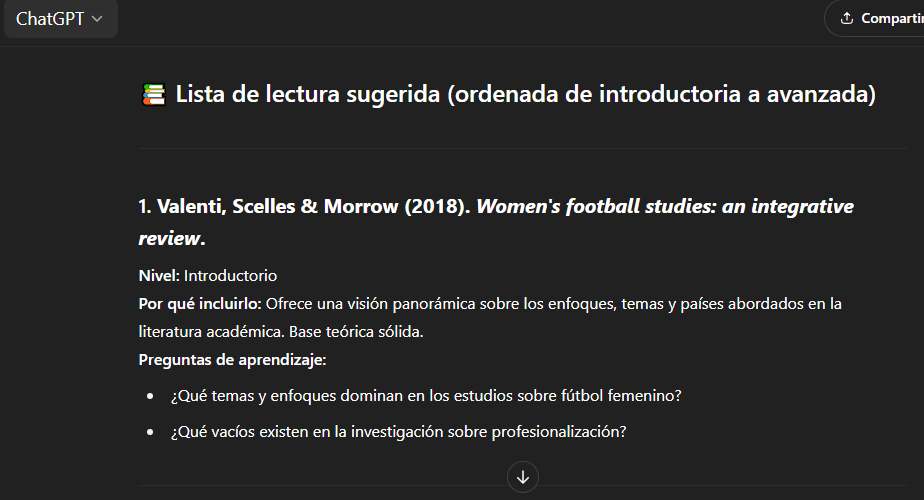 ChatGPT
Compartir
Lista de lectura sugerida (ordenada de introductoria a avanzada)
1. Valenti, Scelles & Morrow (2018). Women's football studies: an integrative
review.
Nivel: Introductorio
Por qué incluirlo: Ofrece una visión panorámica sobre los enfoques, temas y países abordados en la
literatura académica. Base teórica sólida.
Preguntas de aprendizaje:
• ¿Qué temas y enfoques dominan en los estudios sobre fútbol femenino?
• ¿Qué vacíos existen en la investigación sobre profesionalización?